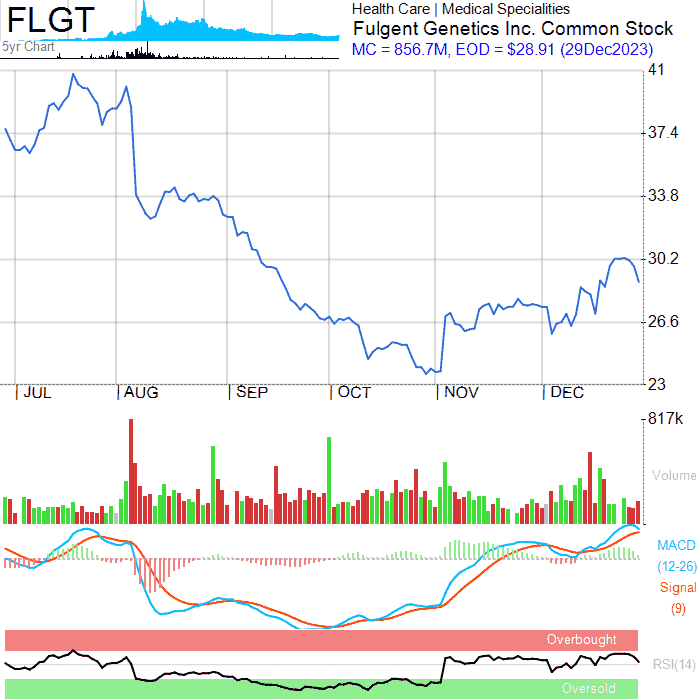 FLGT
5yr Chart
Health Care | Medical Specialities
Fulgent Genetics Inc. Common Stock
MC = 856.7M, EOD = $28.91 (29Dec2023)
41
37.4
33.8
30.2
26.6
23
JUL AUG SEP OCT NOV DEC
817k
Volume
MACD
(12-26)
Signal
(9)
Overbought
RSI(14)
Oversold